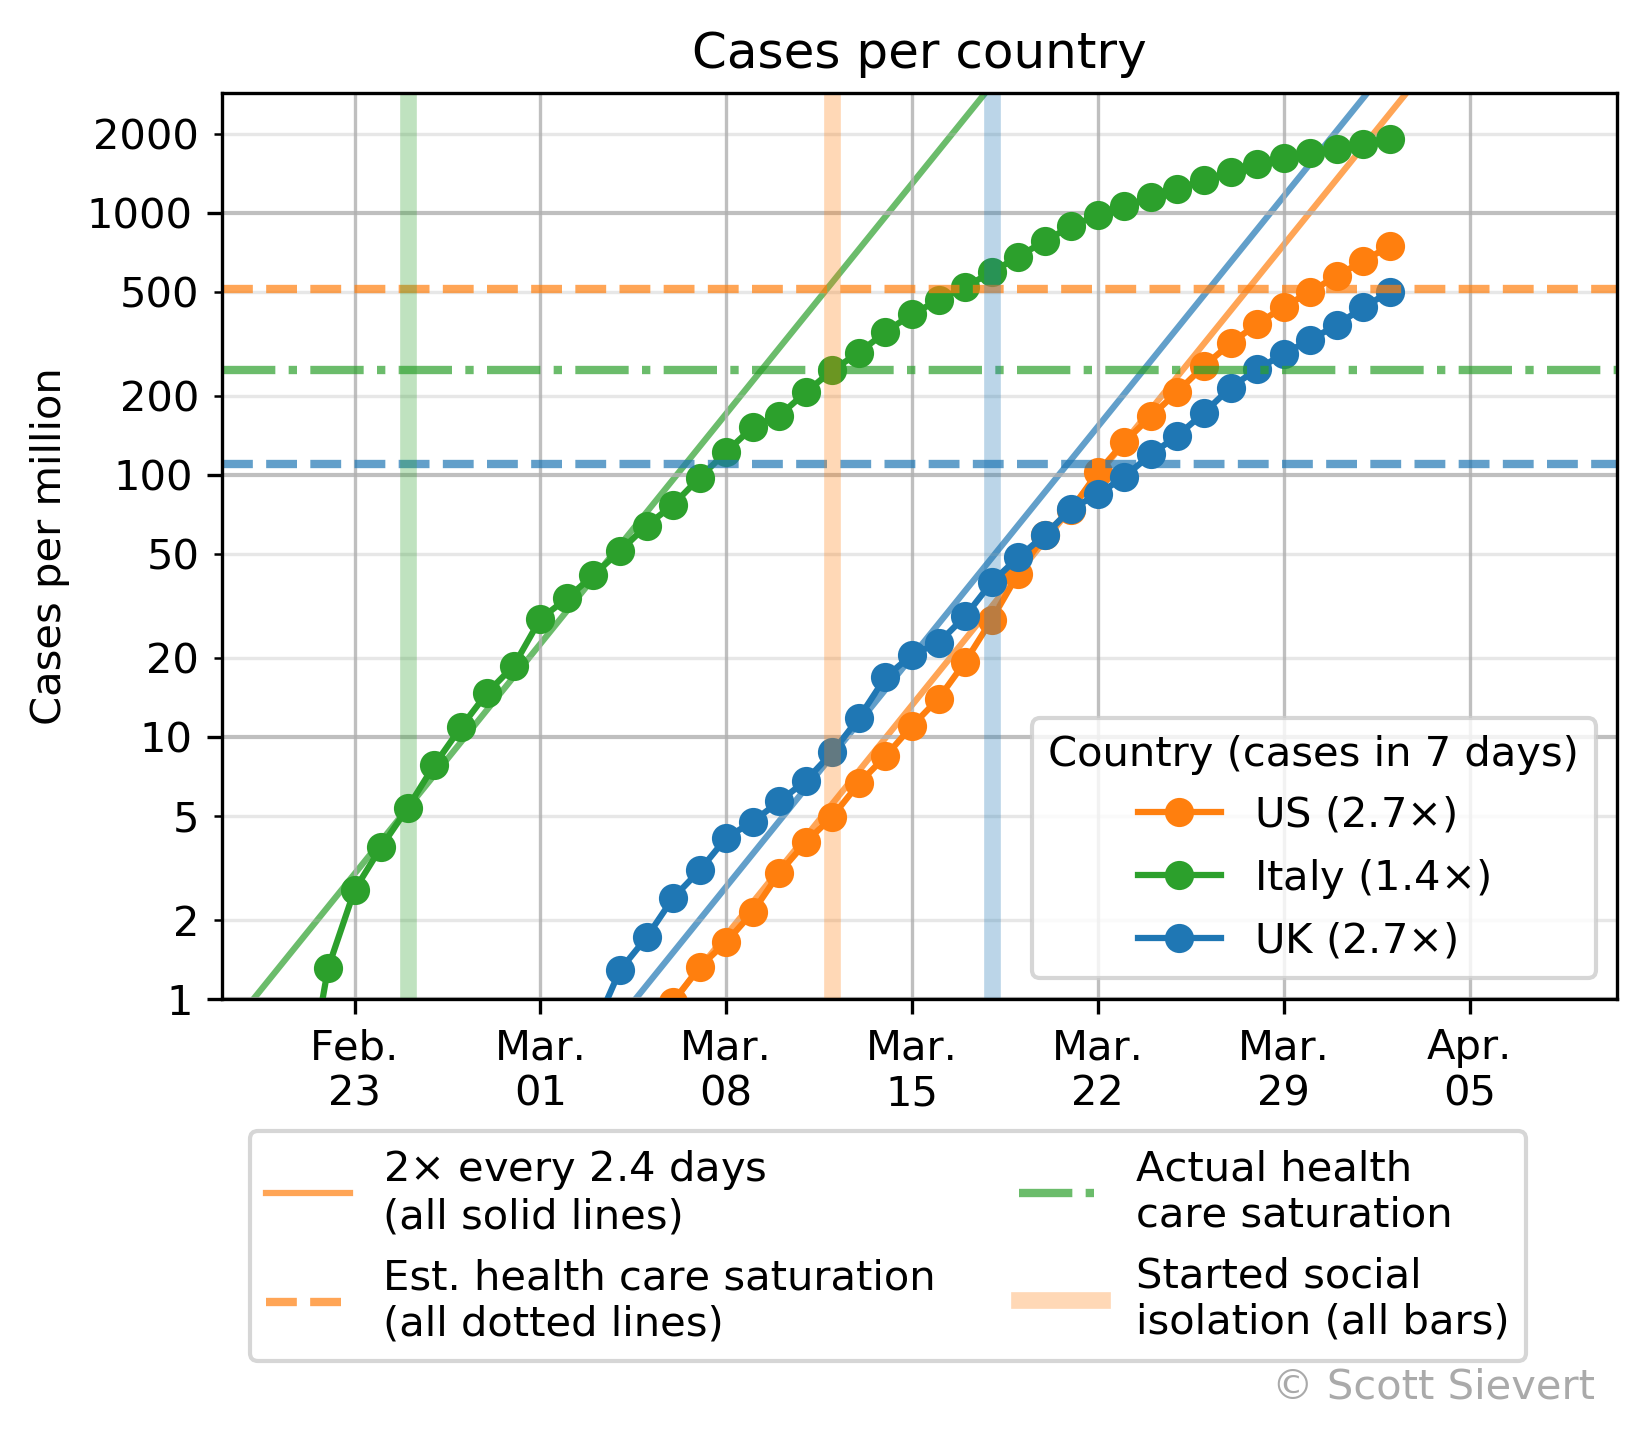 Cases per country
Cases per million
2000
1000
500
200
100
50
20
10
5
2
1
Feb.
23
Mar.
01
Mar.
08
Mar.
15
Mar.
22
Mar.
29
Apr.
05
Country (cases in 7 days)
US (2.7×)
Italy (1.4×)
UK (2.7×)
2× every 2.4 days
(all solid lines)
Est. health care saturation
(all dotted lines)
Actual health
care saturation
Started social
isolation (all bars)
© Scott Sievert